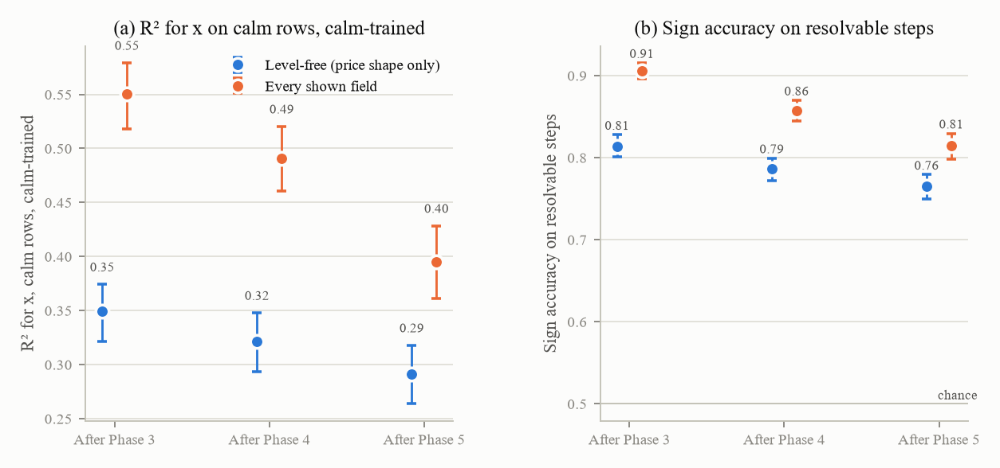 (a) R² for x on calm rows, calm-trained
R² for x, calm rows, calm-trained
0.55
0.50
0.45
0.40
0.35
0.30
0.25
Level-free (price shape only)
Every shown field
0.55
0.49
0.40
0.35
0.32
0.29
After Phase 3
After Phase 4
After Phase 5
(b) Sign accuracy on resolvable steps
Sign accuracy on resolvable steps
0.9
0.8
0.7
0.6
0.5
0.91
0.86
0.81
0.81
0.79
0.76
chance
After Phase 3
After Phase 4
After Phase 5